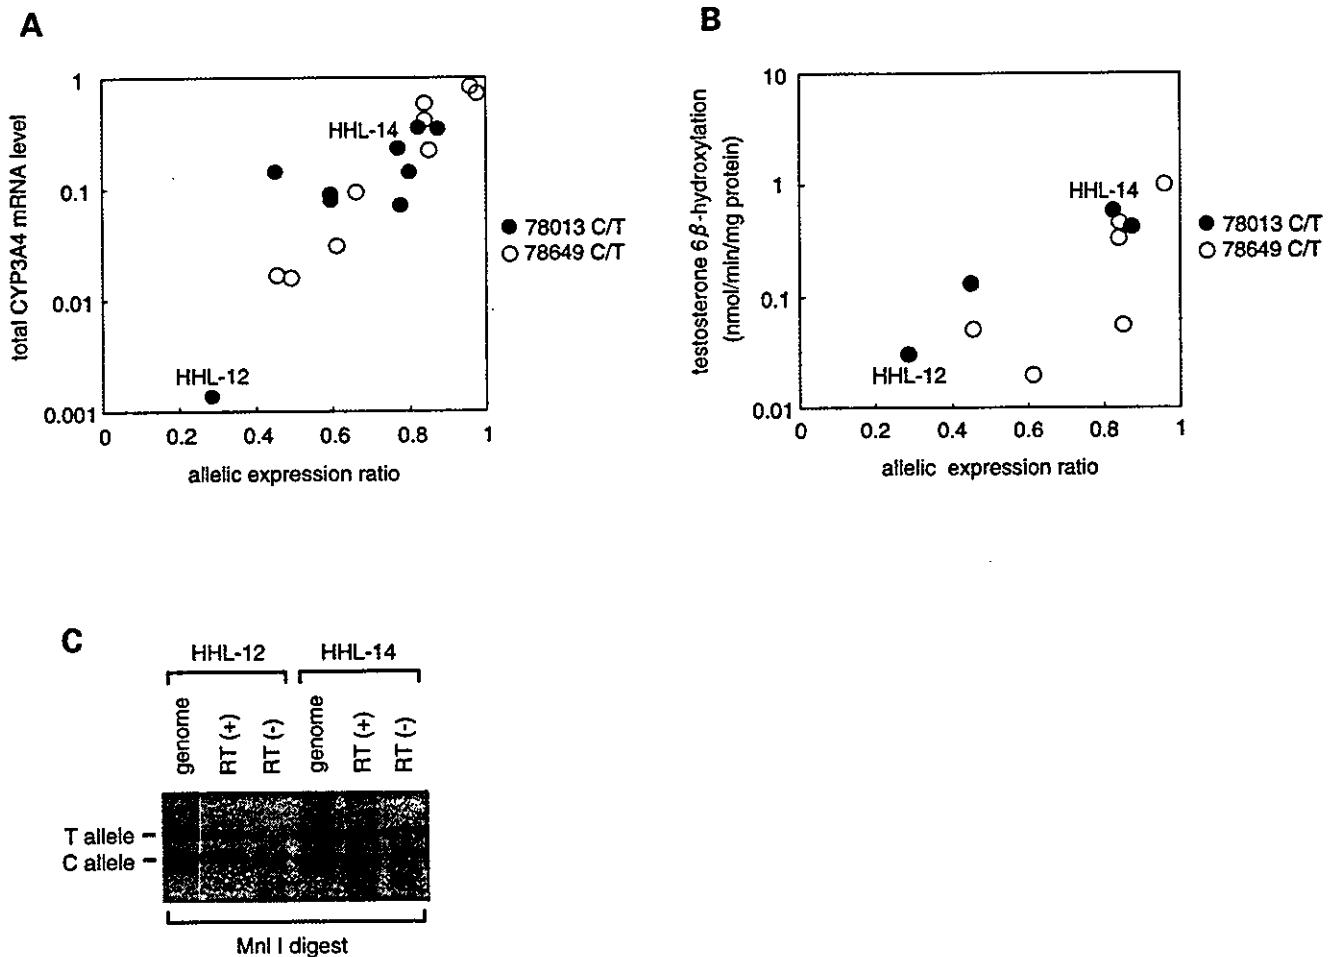 A
total CYP3A4 mRNA level
1
0.1
0.01
0.001
HHL-14
HHL-12
0 0.2 0.4 0.6 0.8 1
allelic expression ratio
● 78013 C/T
○ 78649 C/T
B
testosterone 6β-hydroxylation
(nmol/min/mg protein)
10
1
0.1
0.01
HHL-14
HHL-12
0 0.2 0.4 0.6 0.8 1
allelic expression ratio
● 78013 C/T
○ 78649 C/T
C
HHL-12 HHL-14
genome RT (+) RT (-) genome RT (+) RT (-)
T allele
C allele
Mnl I digest